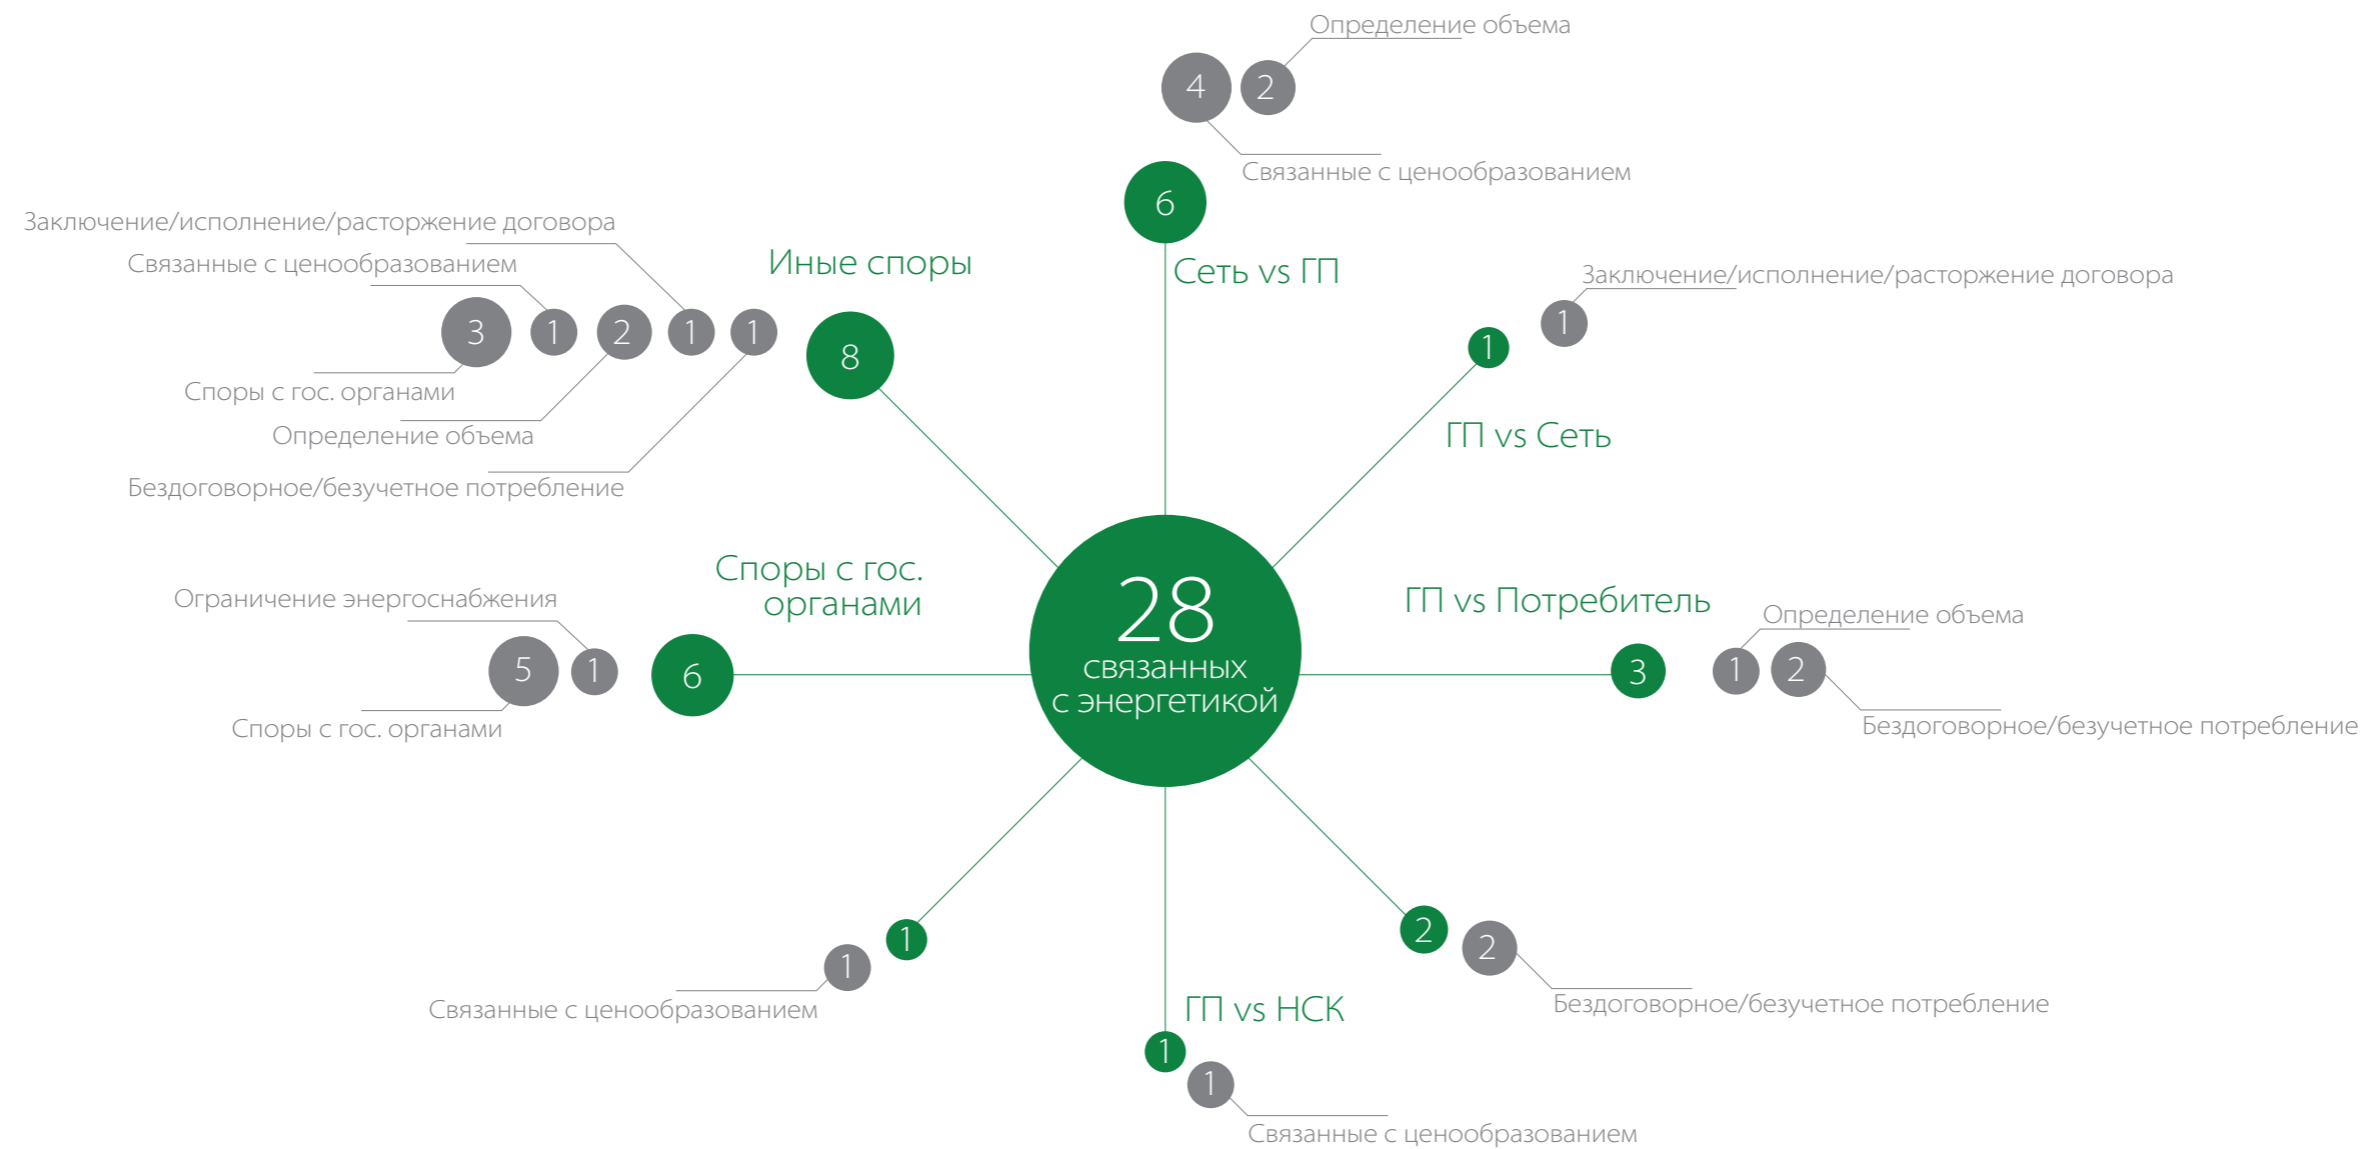 Определение объема
4
2
Связанные с ценообразованием
6
Сеть vs ГП
Заключение/исполнение/расторжение договора
1
1
ГП vs Сеть
ГП vs Потребитель
Определение объема
3
1
2
Бездоговорное/безучетное потребление
2
2
Бездоговорное/безучетное потребление
ГП vs НСК
1
1
Связанные с ценообразованием
1
1
Связанные с ценообразованием
Споры с гос.
органами
Ограничение энергоснабжения
5
1
6
Споры с гос. органами
Иные споры
Заключение/исполнение/расторжение договора
Связанные с ценообразованием
3
1
2
1
1
8
Споры с гос. органами
Определение объема
Бездоговорное/безучетное потребление
28
связанных
с энергетикой